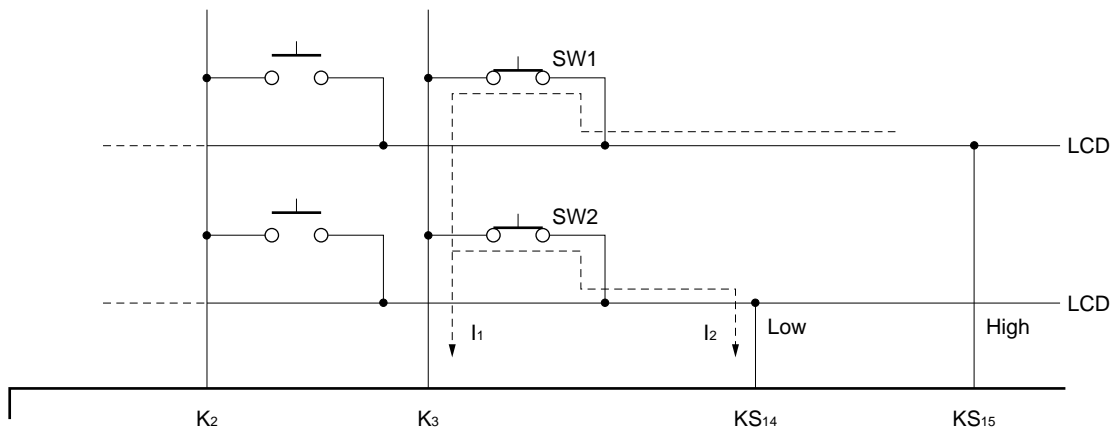 SW1
LCD
SW2
LCD
I1
I2
Low
High
K2
K3
KS14
KS15